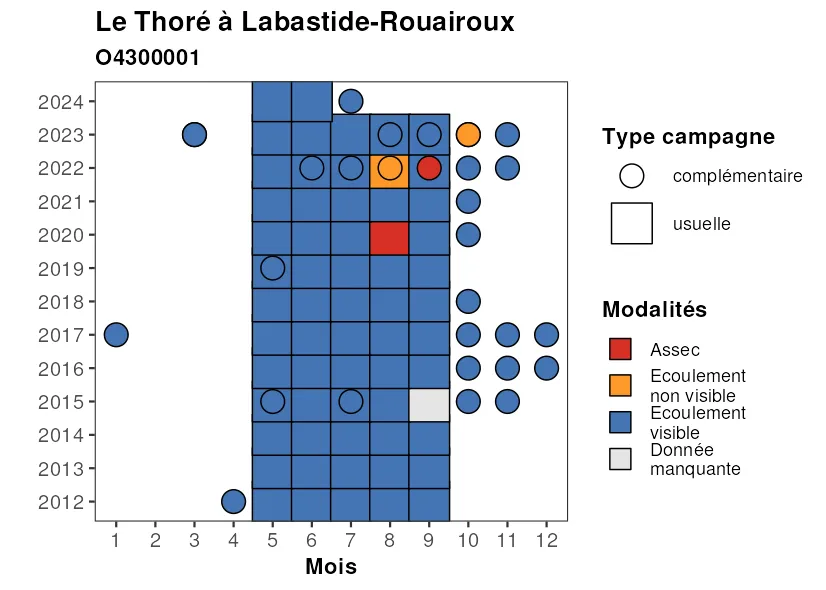 Le Thoré à Labastide-Rouairoux
O4300001
2024
2023
2022
2021
2020
2019
2018
2017
2016
2015
2014
2013
2012
1 2 3 4 5 6 7 8 9 10 11 12
Mois
Type campagne
complémentaire
usuelle
Modalités
Assec
Ecoulement
non visible
Ecoulement
visible
Donnée
manquante